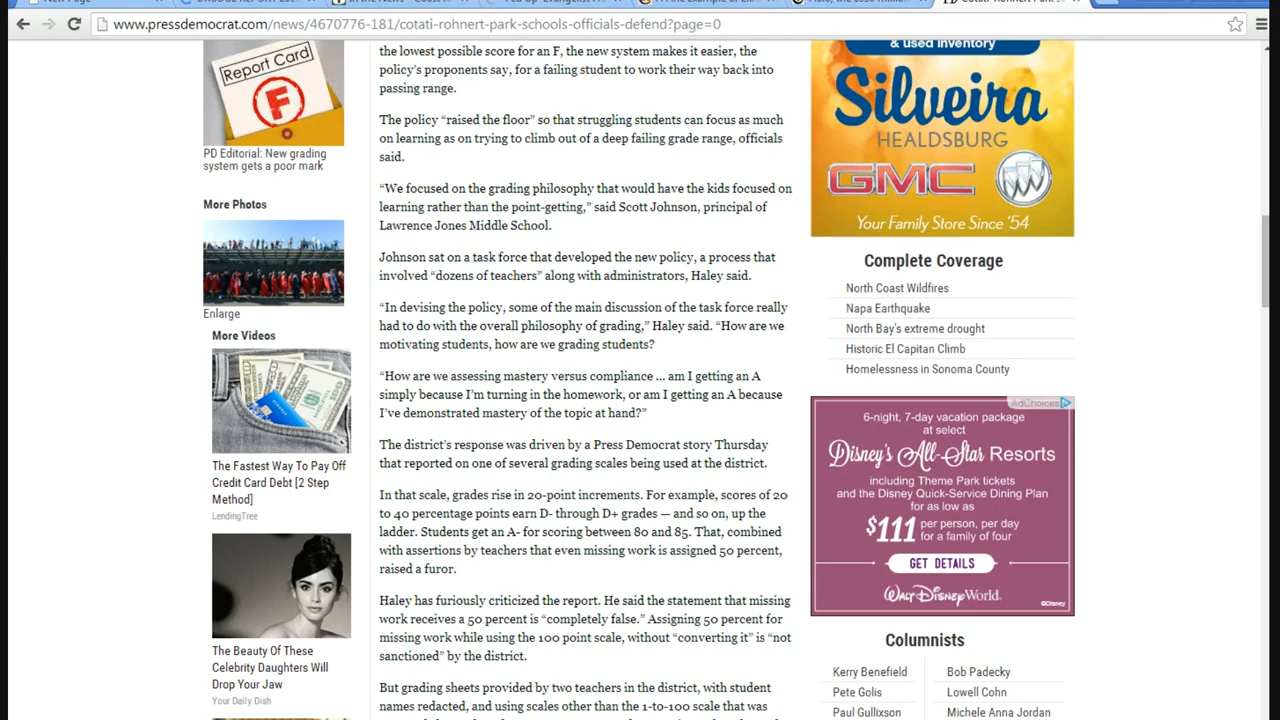 www.pressdemocrat.com/news/4670776-181/cotati-rohnert-park-schools-officials-defend?page=0
Report Card
F
PD Editorial: New grading
system gets a poor mark
More Photos
Enlarge
More Videos
The Fastest Way To Pay Off
Credit Card Debt [2 Step
Method]
LendingTree
The Beauty Of These
Celebrity Daughters Will
Drop Your Jaw
Your Daily Dish
the lowest possible score for an F, the new system makes it easier, the
policy's proponents say, for a failing student to work their way back into
passing range.
The policy “raised the floor” so that struggling students can focus as much
on learning as on trying to climb out of a deep failing grade range, officials
said.
“We focused on the grading philosophy that would have the kids focused on
learning rather than the point-getting,” said Scott Johnson, principal of
Lawrence Jones Middle School.
Johnson sat on a task force that developed the new policy, a process that
involved “dozens of teachers” along with administrators, Haley said.
“In devising the policy, some of the main discussion of the task force really
had to do with the overall philosophy of grading,” Haley said. “How are we
motivating students, how are we grading students?
“How are we assessing mastery versus compliance ... am I getting an A
simply because I’m turning in the homework, or am I getting an A because
I’ve demonstrated mastery of the topic at hand?”
The district’s response was driven by a Press Democrat story Thursday
that reported on one of several grading scales being used at the district.
In that scale, grades rise in 20-point increments. For example, scores of 20
to 40 percentage points earn D- through D+ grades — and so on, up the
ladder. Students get an A- for scoring between 80 and 85. That, combined
with assertions by teachers that even missing work is assigned 50 percent,
raised a furor.
Haley has furiously criticized the report. He said the statement that missing
work receives a 50 percent is “completely false.” Assigning 50 percent for
missing work while using the 100 point scale, without “converting it” is “not
sanctioned” by the district.
But grading sheets provided by two teachers in the district, with student
names redacted, and using scales other than the 1-to-100 scale that was
& used inventory
Silveira
HEALDSBURG
GMC
Your Family Store Since '54
Complete Coverage
North Coast Wildfires
Napa Earthquake
North Bay's extreme drought
Historic El Capitan Climb
Homelessness in Sonoma County
AdChoices
6-night, 7-day vacation package
at select
Disney's All-Star Resorts
including Theme Park tickets
and the Disney Quick-Service Dining Plan
for as low as
$111 per person, per day
for a family of four
GET DETAILS
Walt Disney World.
©Disney
Columnists
Kerry Benefield
Bob Padecky
Pete Golis
Lowell Cohn
Paul Gullixson
Michele Anna Jordan